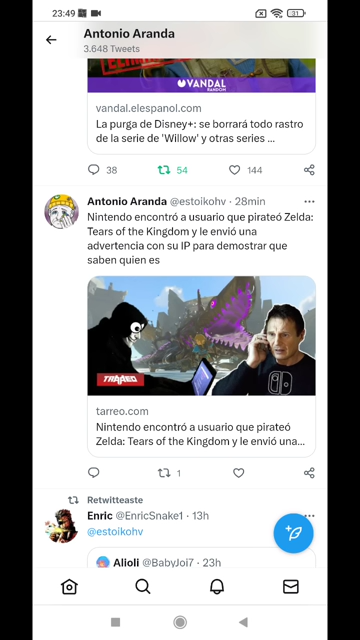 23:49
31
Antonio Aranda
3.648 Tweets
VANDAL
RANDOM
vandal.elespanol.com
La purga de Disney+: se borrará todo rastro
de la serie de 'Willow' y otras series ...
38
54
144
Antonio Aranda @estoikohv · 28min
Nintendo encontró a usuario que pirateó Zelda:
Tears of the Kingdom y le envió una
advertencia con su IP para demostrar que
saben quien es
TARREO
tarreo.com
Nintendo encontró a usuario que pirateó
Zelda: Tears of the Kingdom y le envió una...
1
Retwitteaste
Enric @EnricSnake1 · 13h
@estoikohv
Alioli @BabyJoi7 · 23h